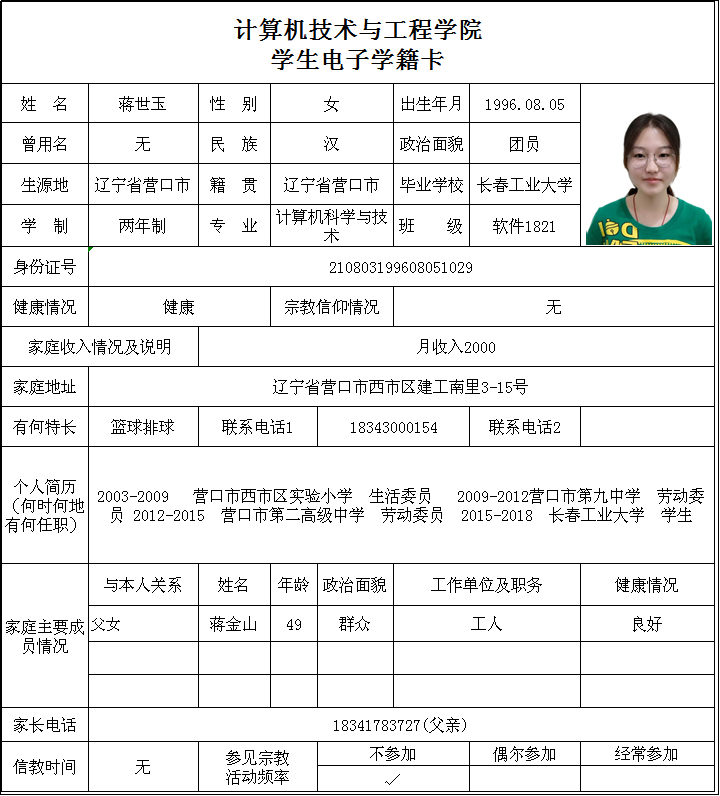 计算机技术与工程学院
学生电子学籍卡
姓 名 蒋世玉 性 别 女 出生年月 1996.08.05
曾用名 无 民 族 汉 政治面貌 团员
生源地 辽宁省营口市 籍 贯 辽宁省营口市 毕业学校 长春工业大学
学 制 两年制 专 业 计算机科学与技术 班 级 软件1821
身份证号 210803199608051029
健康情况 健康 宗教信仰情况 无
家庭收入情况及说明 月收入2000
家庭地址 辽宁省营口市西市区建工南里3-15号
有何特长 篮球排球 联系电话1 18343000154 联系电话2
个人简历
（何时何地
有何任职）
2003-2009 营口市西市区实验小学 生活委员 2009-2012营口市第九中学 劳动委
员 2012-2015 营口市第二高级中学 劳动委员 2015-2018 长春工业大学 学生
家庭主要成
员情况
与本人关系 姓名 年龄 政治面貌 工作单位及职务 健康情况
父女 蒋金山 49 群众 工人 良好
家长电话 18341783727(父亲)
信教时间 无 参见宗教
活动频率
不参加 偶尔参加 经常参加
✓